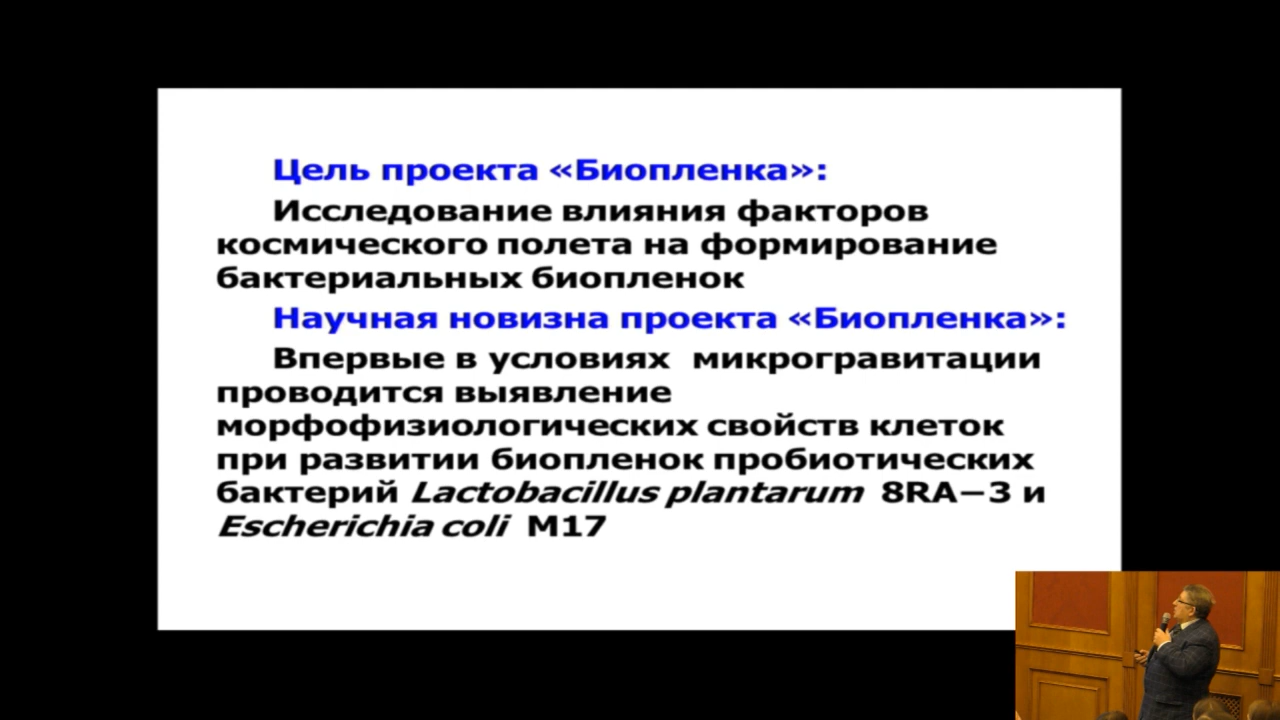 Цель проекта «Биопленка»:
Исследование влияния факторов
космического полета на формирование
бактериальных биопленок
Научная новизна проекта «Биопленка»:
Впервые в условиях микрогравитации
проводится выявление
морфофизиологических свойств клеток
при развитии биопленок пробиотических
бактерий Lactobacillus plantarum 8RA−3 и
Escherichia coli M17